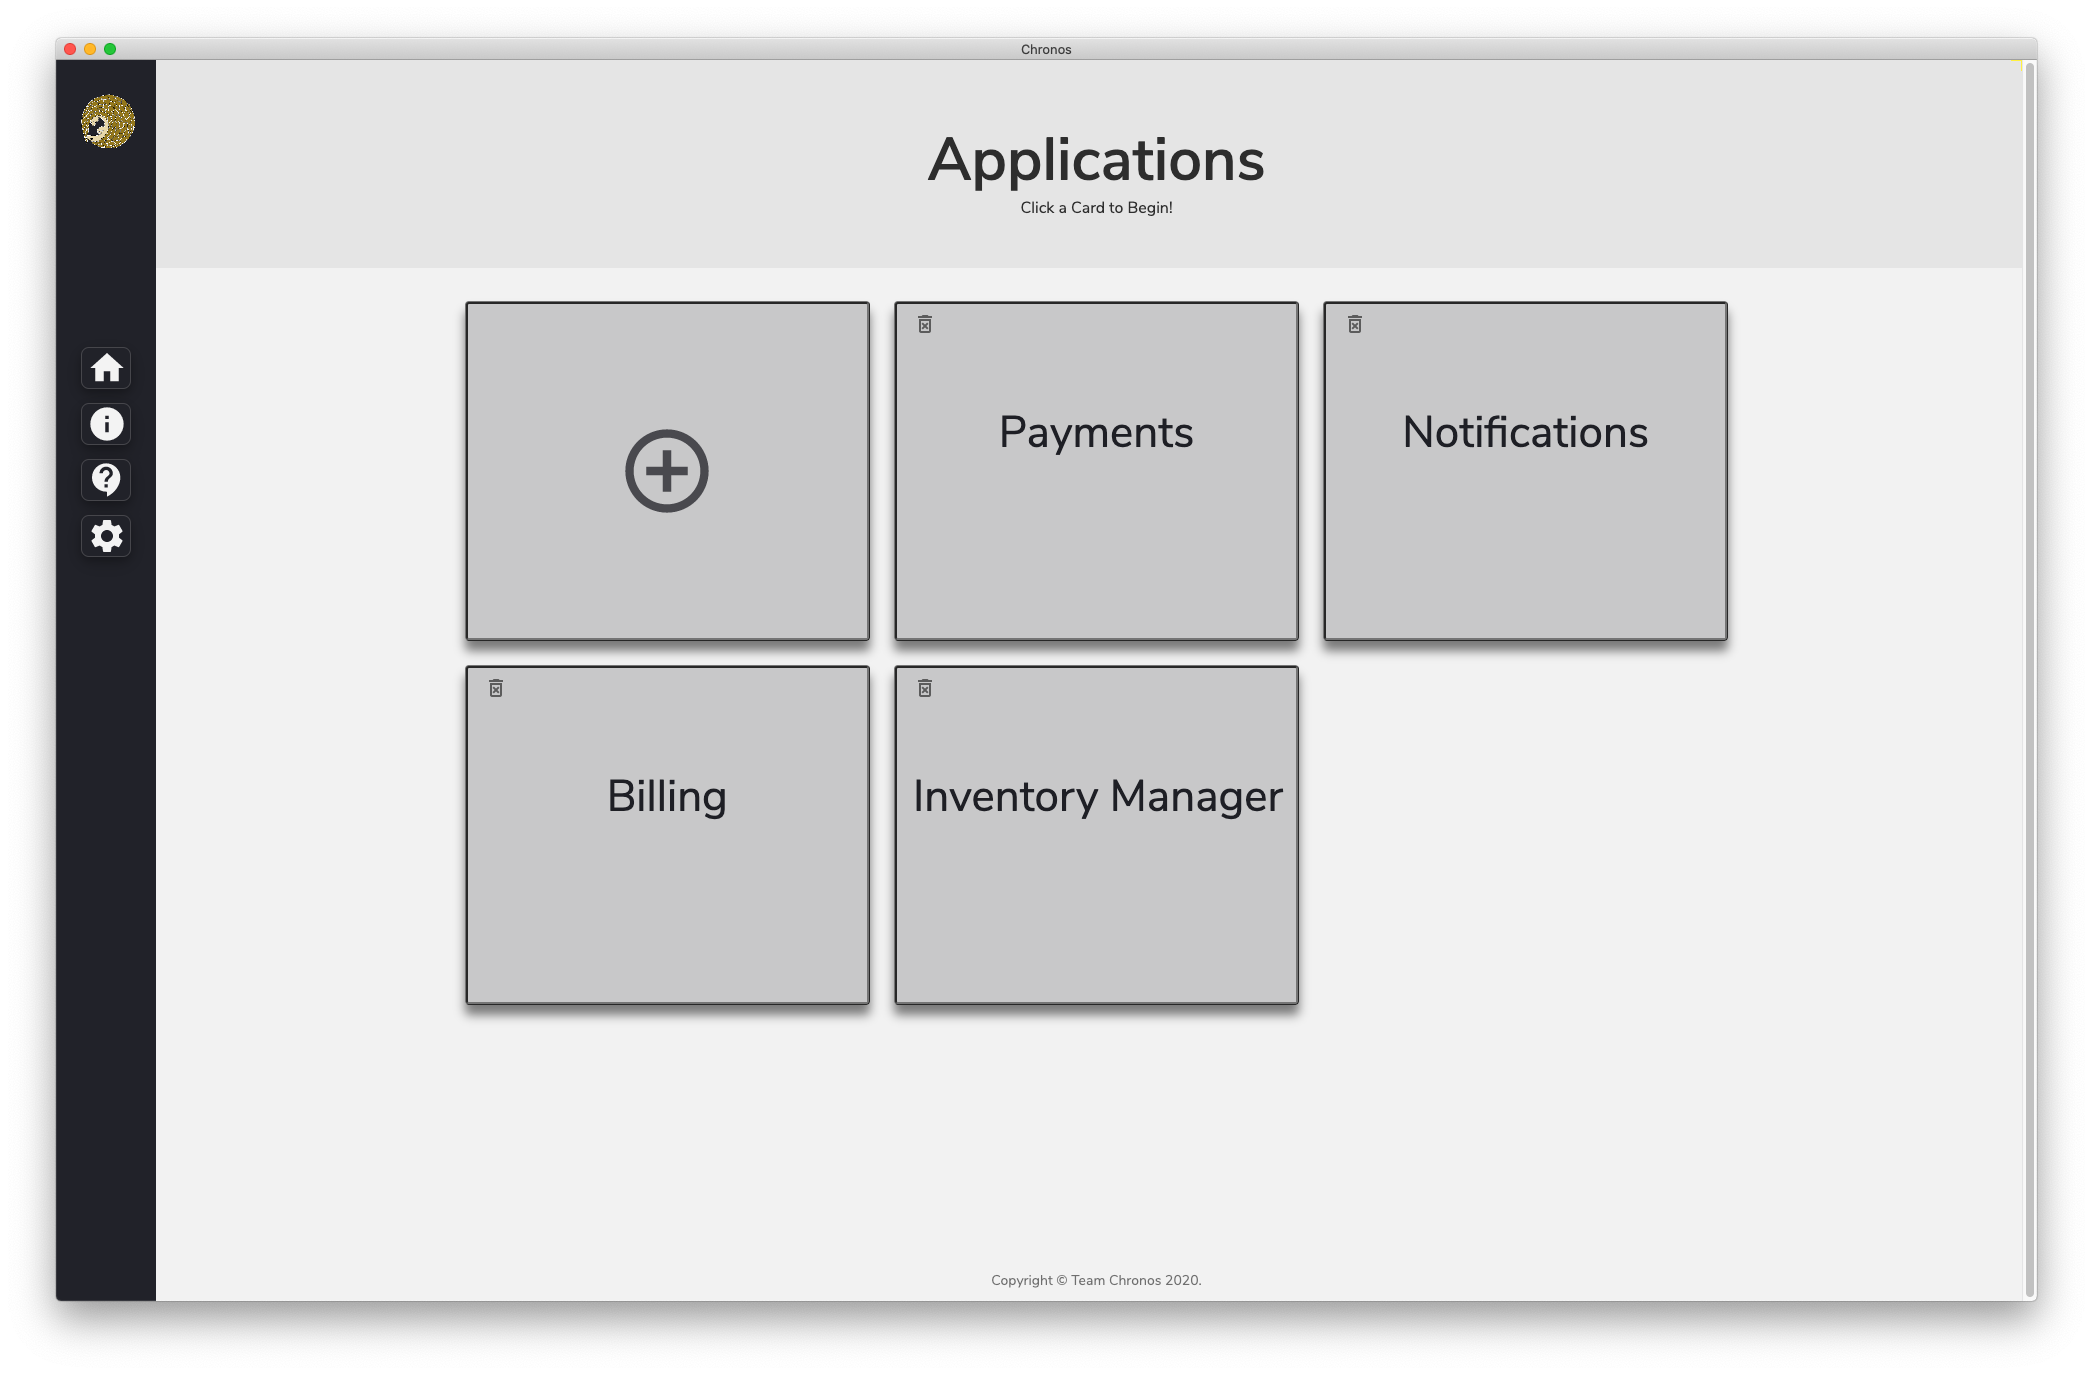 Chronos
Applications
Click a Card to Begin!
Payments
Notifications
Billing
Inventory Manager
Copyright © Team Chronos 2020.